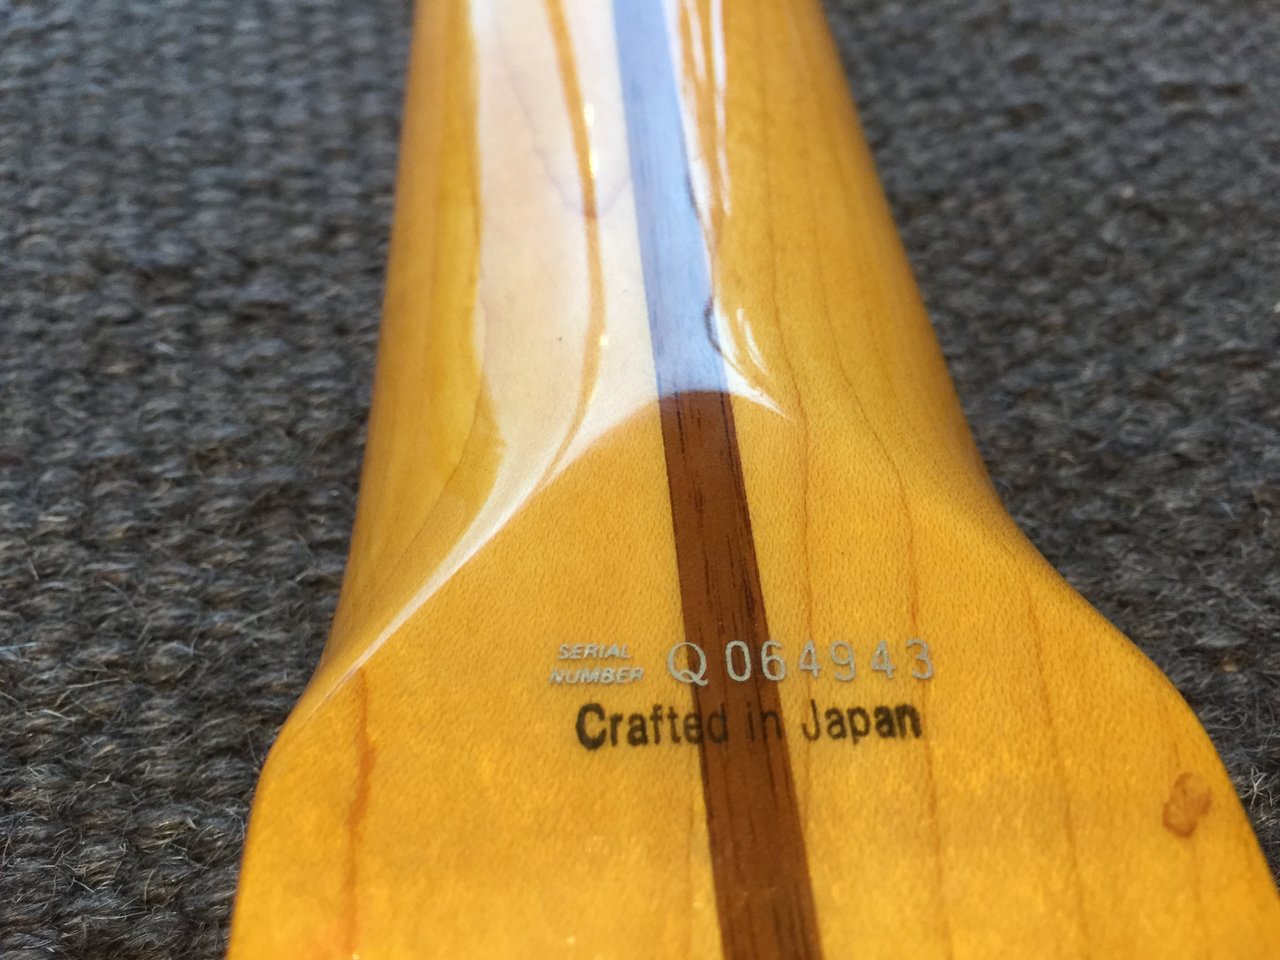 SERIAL NUMBER Q064943
Crafted in Japan